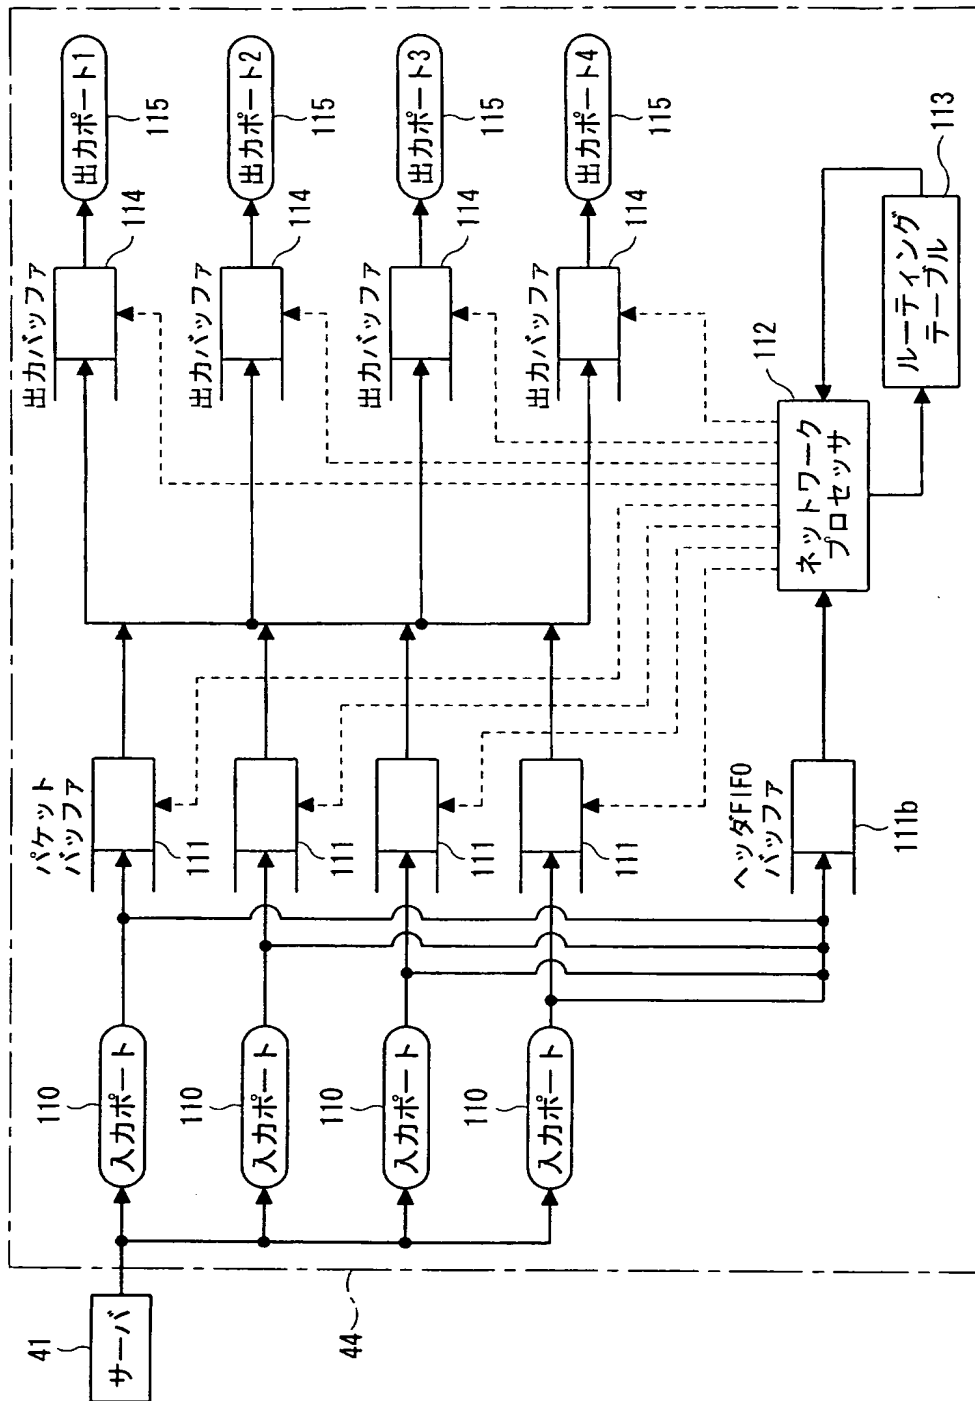 41
サーバ
44
110
入力ポート
110
入力ポート
110
入力ポート
110
入力ポート
パケット
バッファ
111
111
111
111
ヘッダFIFO
バッファ
111b
ネットワーク
プロセッサ
112
ルーティング
テーブル
113
出力バッファ
114
出力ポート1
115
出力バッファ
114
出力ポート2
115
出力バッファ
114
出力ポート3
115
出力バッファ
114
出力ポート4
115